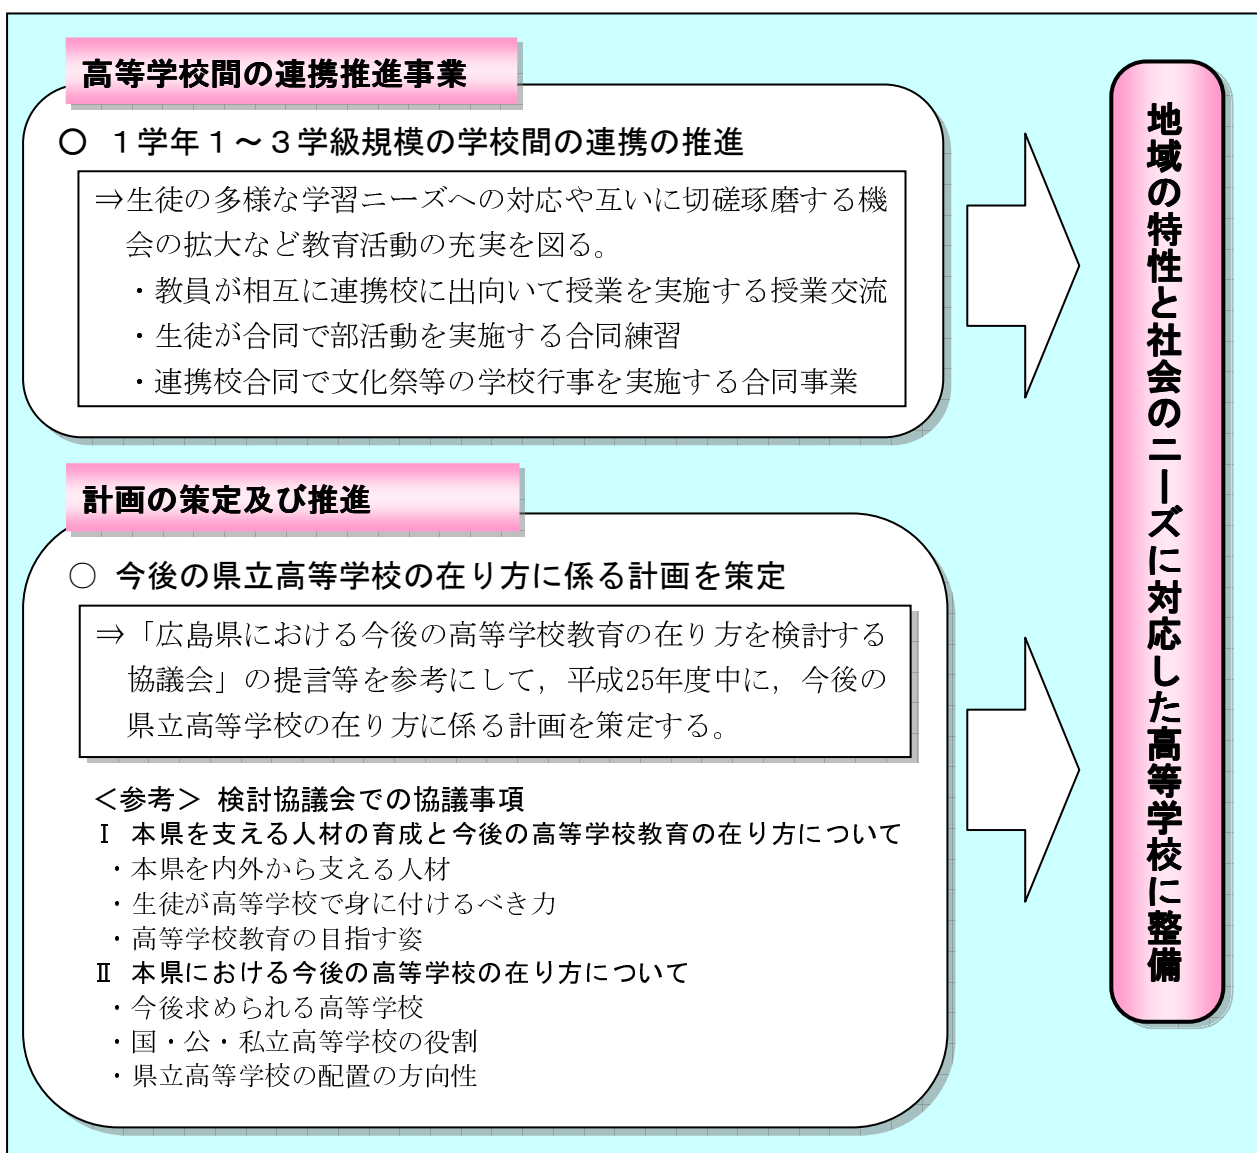 高等学校間の連携推進事業
○ 1学年1～3学級規模の学校間の連携の推進
⇒生徒の多様な学習ニーズへの対応や互いに切磋琢磨する機
会の拡大など教育活動の充実を図る。
・教員が相互に連携校に出向いて授業を実施する授業交流
・生徒が合同で部活動を実施する合同練習
・連携校合同で文化祭等の学校行事を実施する合同事業
計画の策定及び推進
○ 今後の県立高等学校の在り方に係る計画を策定
⇒「広島県における今後の高等学校教育の在り方を検討する
協議会」の提言等を参考にして，平成25年度中に，今後の
県立高等学校の在り方に係る計画を策定する。
＜参考＞ 検討協議会での協議事項
Ⅰ 本県を支える人材の育成と今後の高等学校教育の在り方について
・本県を内外から支える人材
・生徒が高等学校で身に付けるべき力
・高等学校教育の目指す姿
Ⅱ 本県における今後の高等学校の在り方について
・今後求められる高等学校
・国・公・私立高等学校の役割
・県立高等学校の配置の方向性
地域の特性と社会のニーズに対応した高等学校に整備